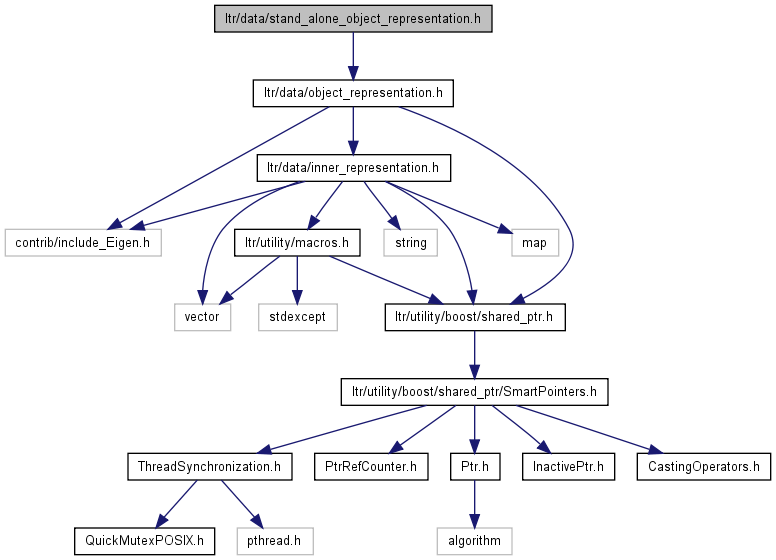 ltr/data/stand_alone_object_representation.h
ltr/data/object_representation.h
ltr/data/inner_representation.h
contrib/include_Eigen.h
ltr/utility/macros.h
string
map
vector
stdexcept
ltr/utility/boost/shared_ptr.h
ltr/utility/boost/shared_ptr/SmartPointers.h
ThreadSynchronization.h
PtrRefCounter.h
Ptr.h
InactivePtr.h
CastingOperators.h
QuickMutexPOSIX.h
pthread.h
algorithm